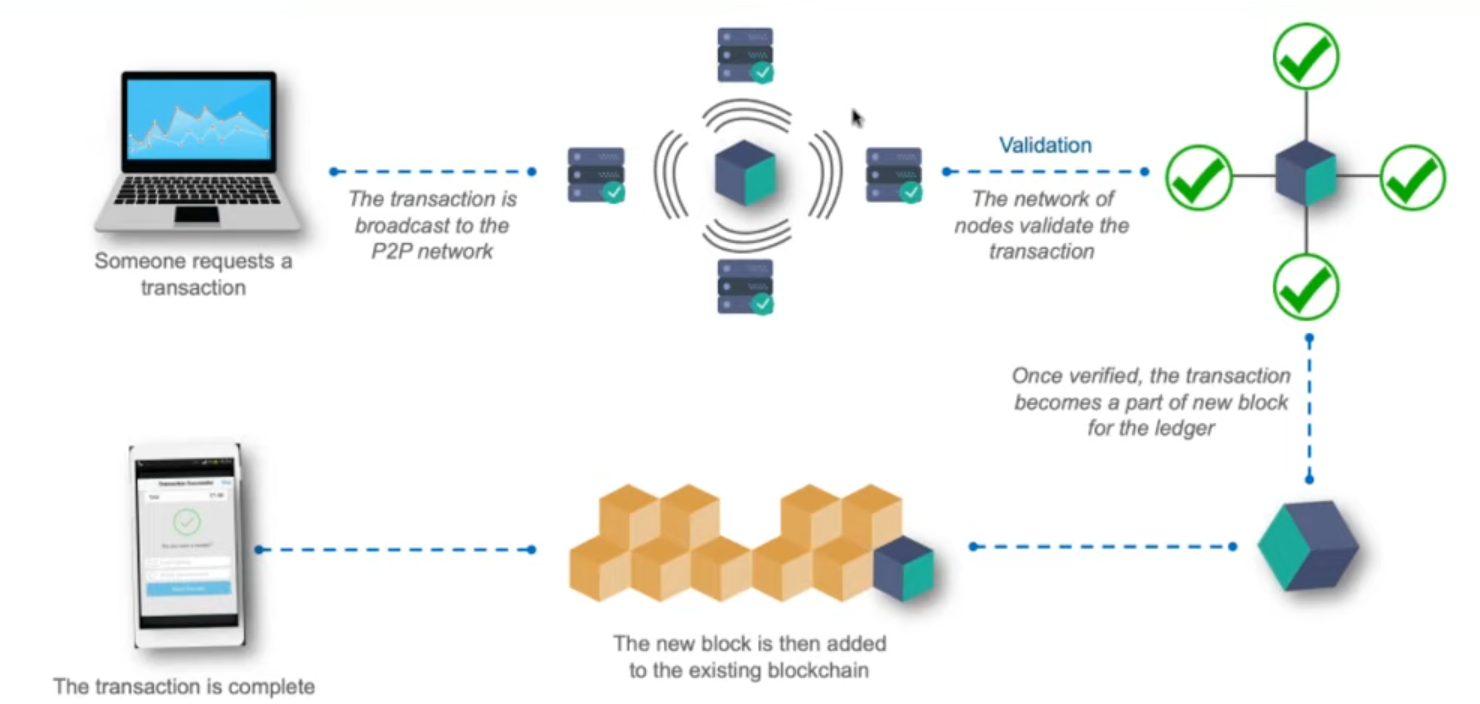 Someone requests a
transaction
The transaction is
broadcast to the
P2P network
Validation
The network of
nodes validate the
transaction
Once verified, the transaction
becomes a part of new block
for the ledger
The new block is then added
to the existing blockchain
Transaction Successful
The transaction is complete